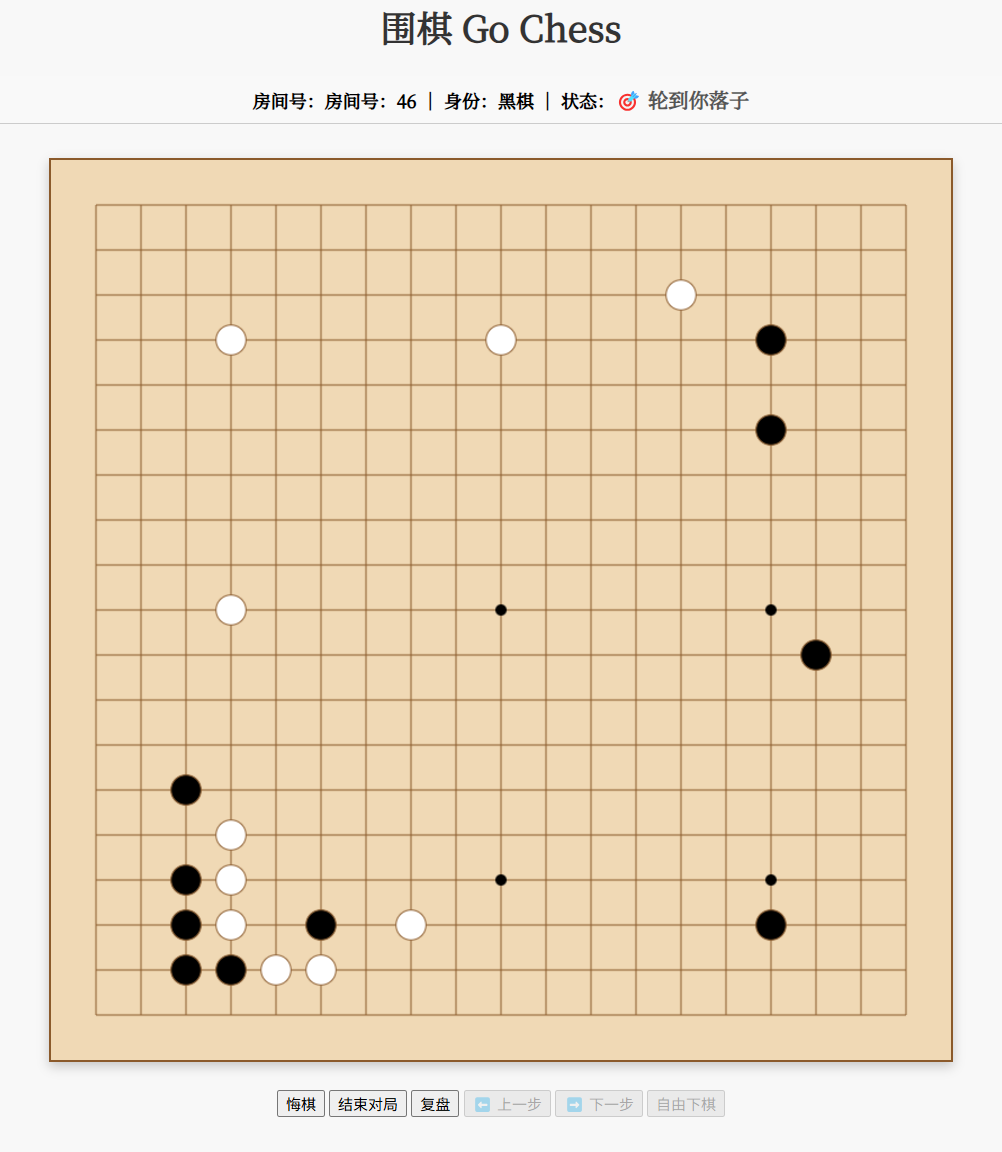 围棋 Go Chess
房间号：房间号：46 | 身份：黑棋 | 状态：🎯 轮到你落子
悔棋 结束对局 复盘 ⬅️ 上一步 ➡️ 下一步 自由下棋